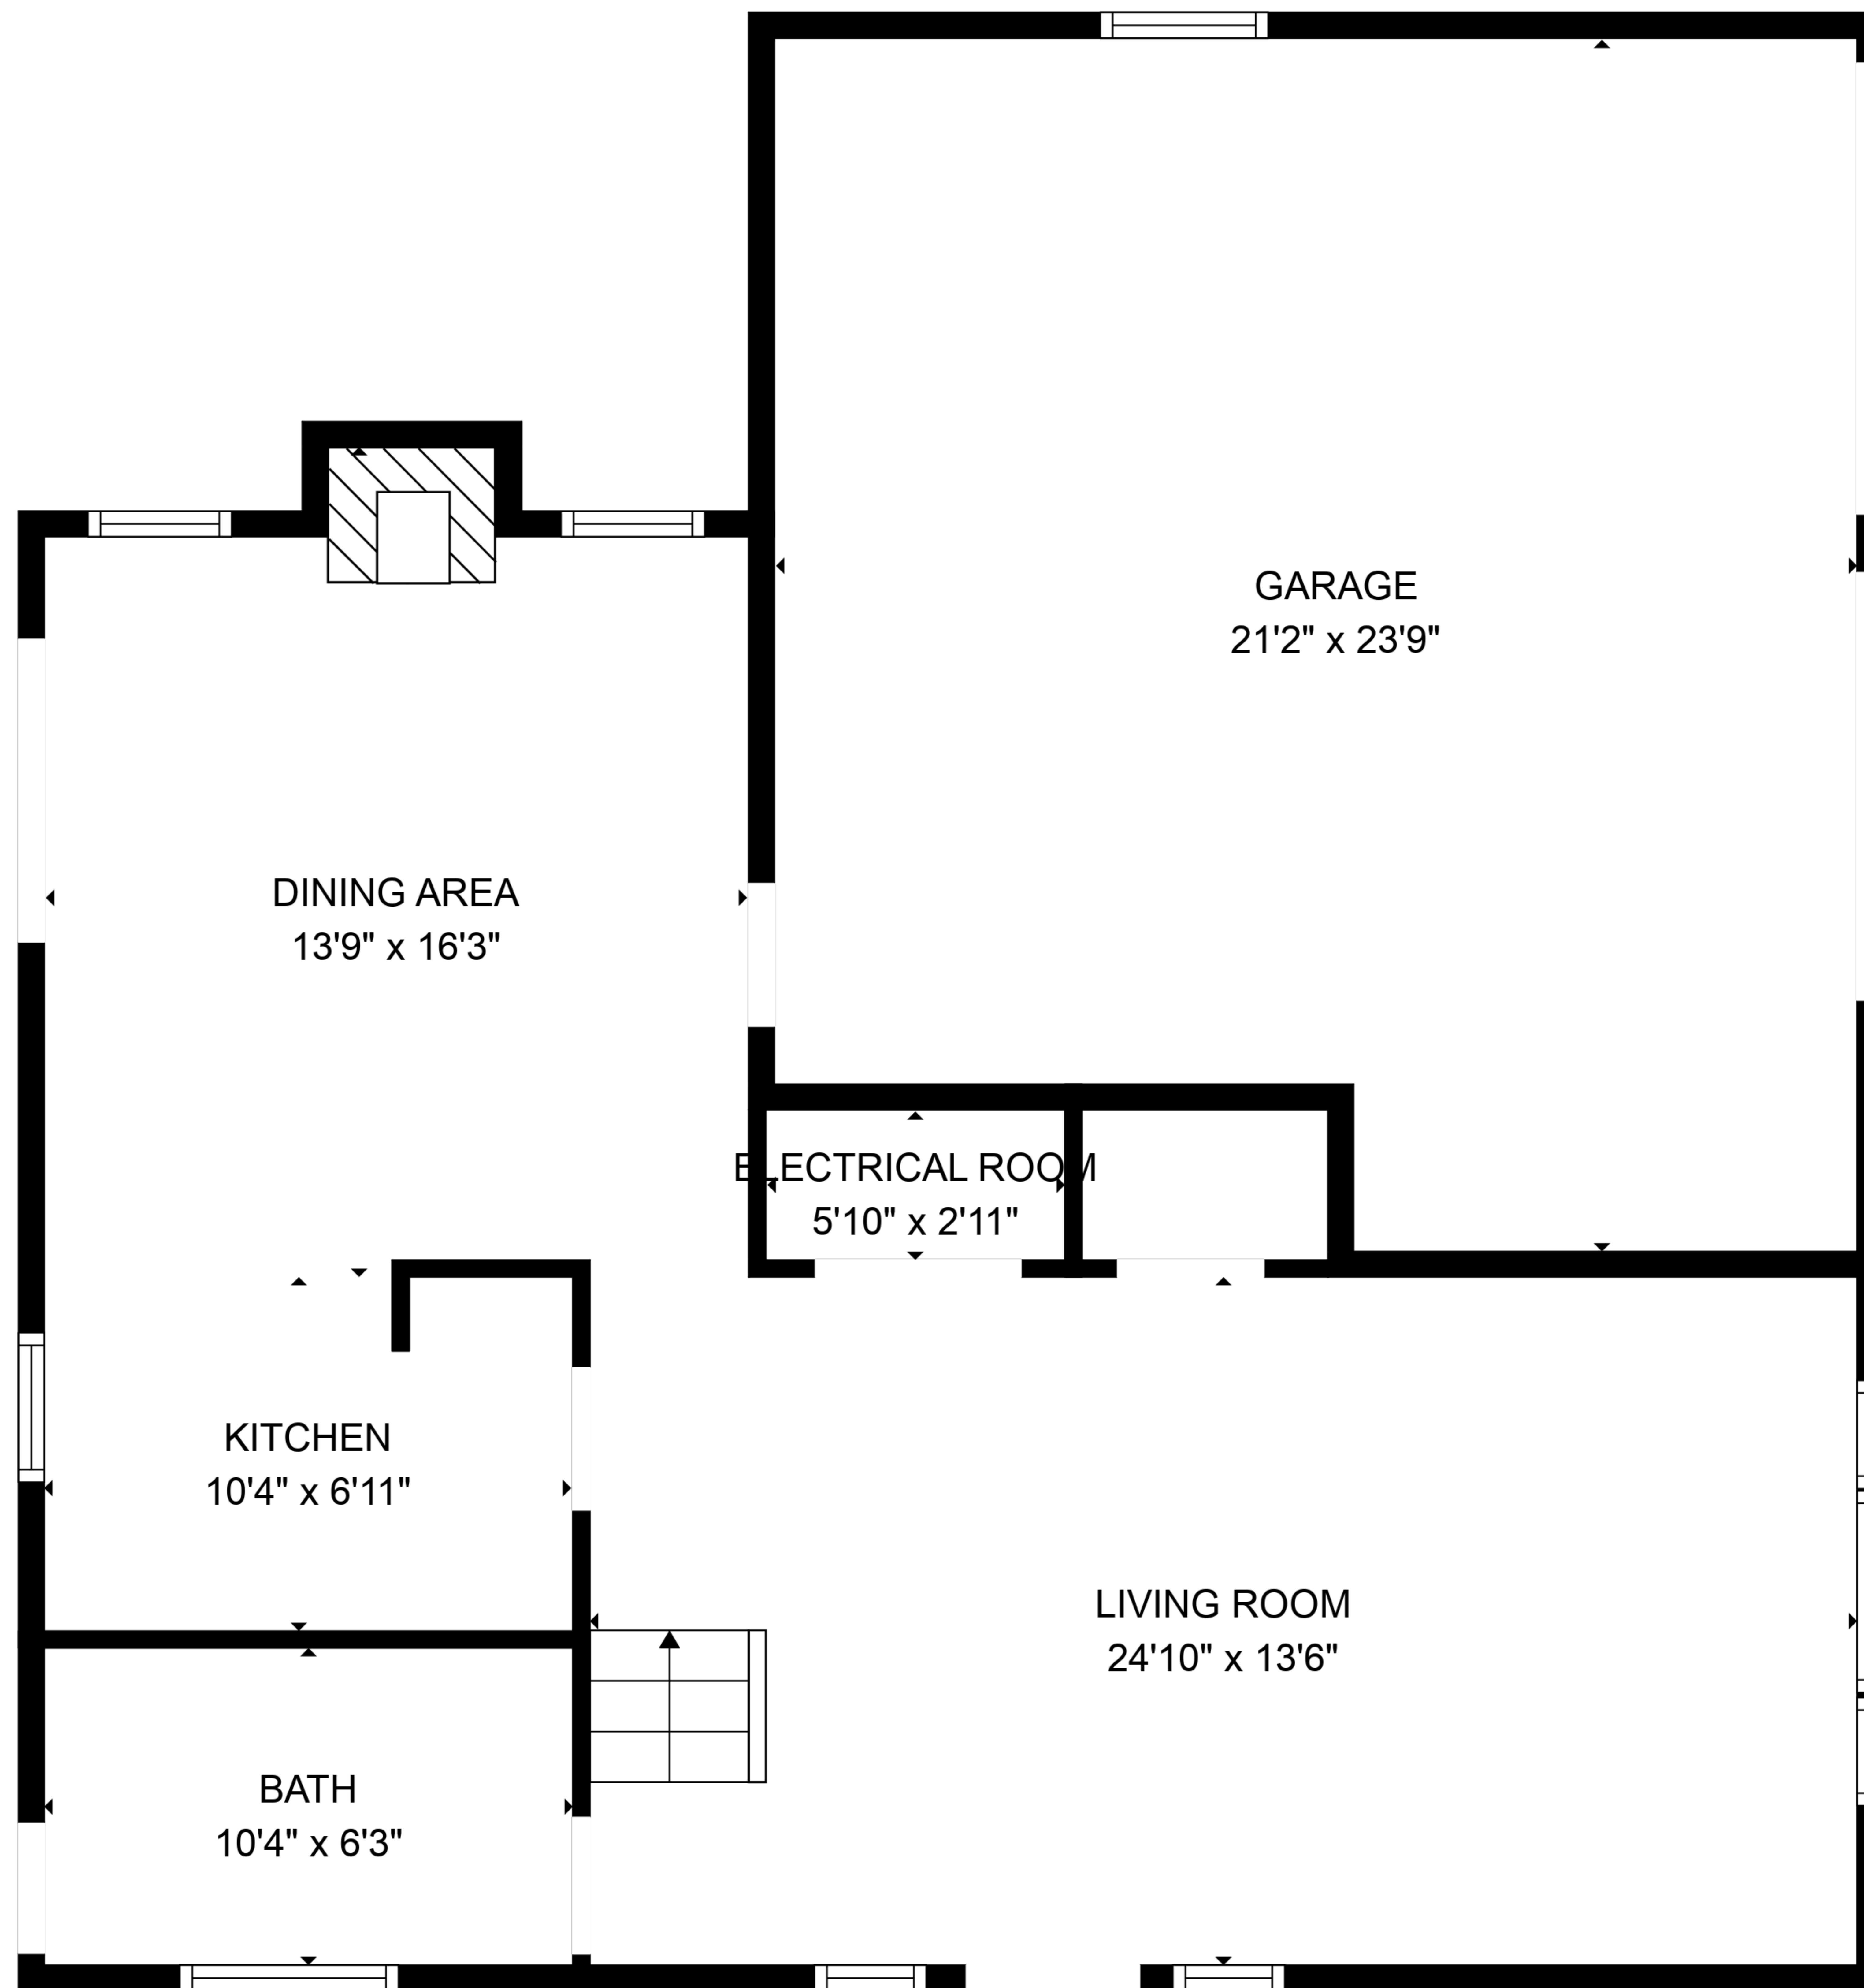 GARAGE
21'2" x 23'9"
DINING AREA
13'9" x 16'3"
ELECTRICAL ROOM
5'10" x 2'11"
KITCHEN
10'4" x 6'11"
LIVING ROOM
24'10" x 13'6"
BATH
10'4" x 6'3"